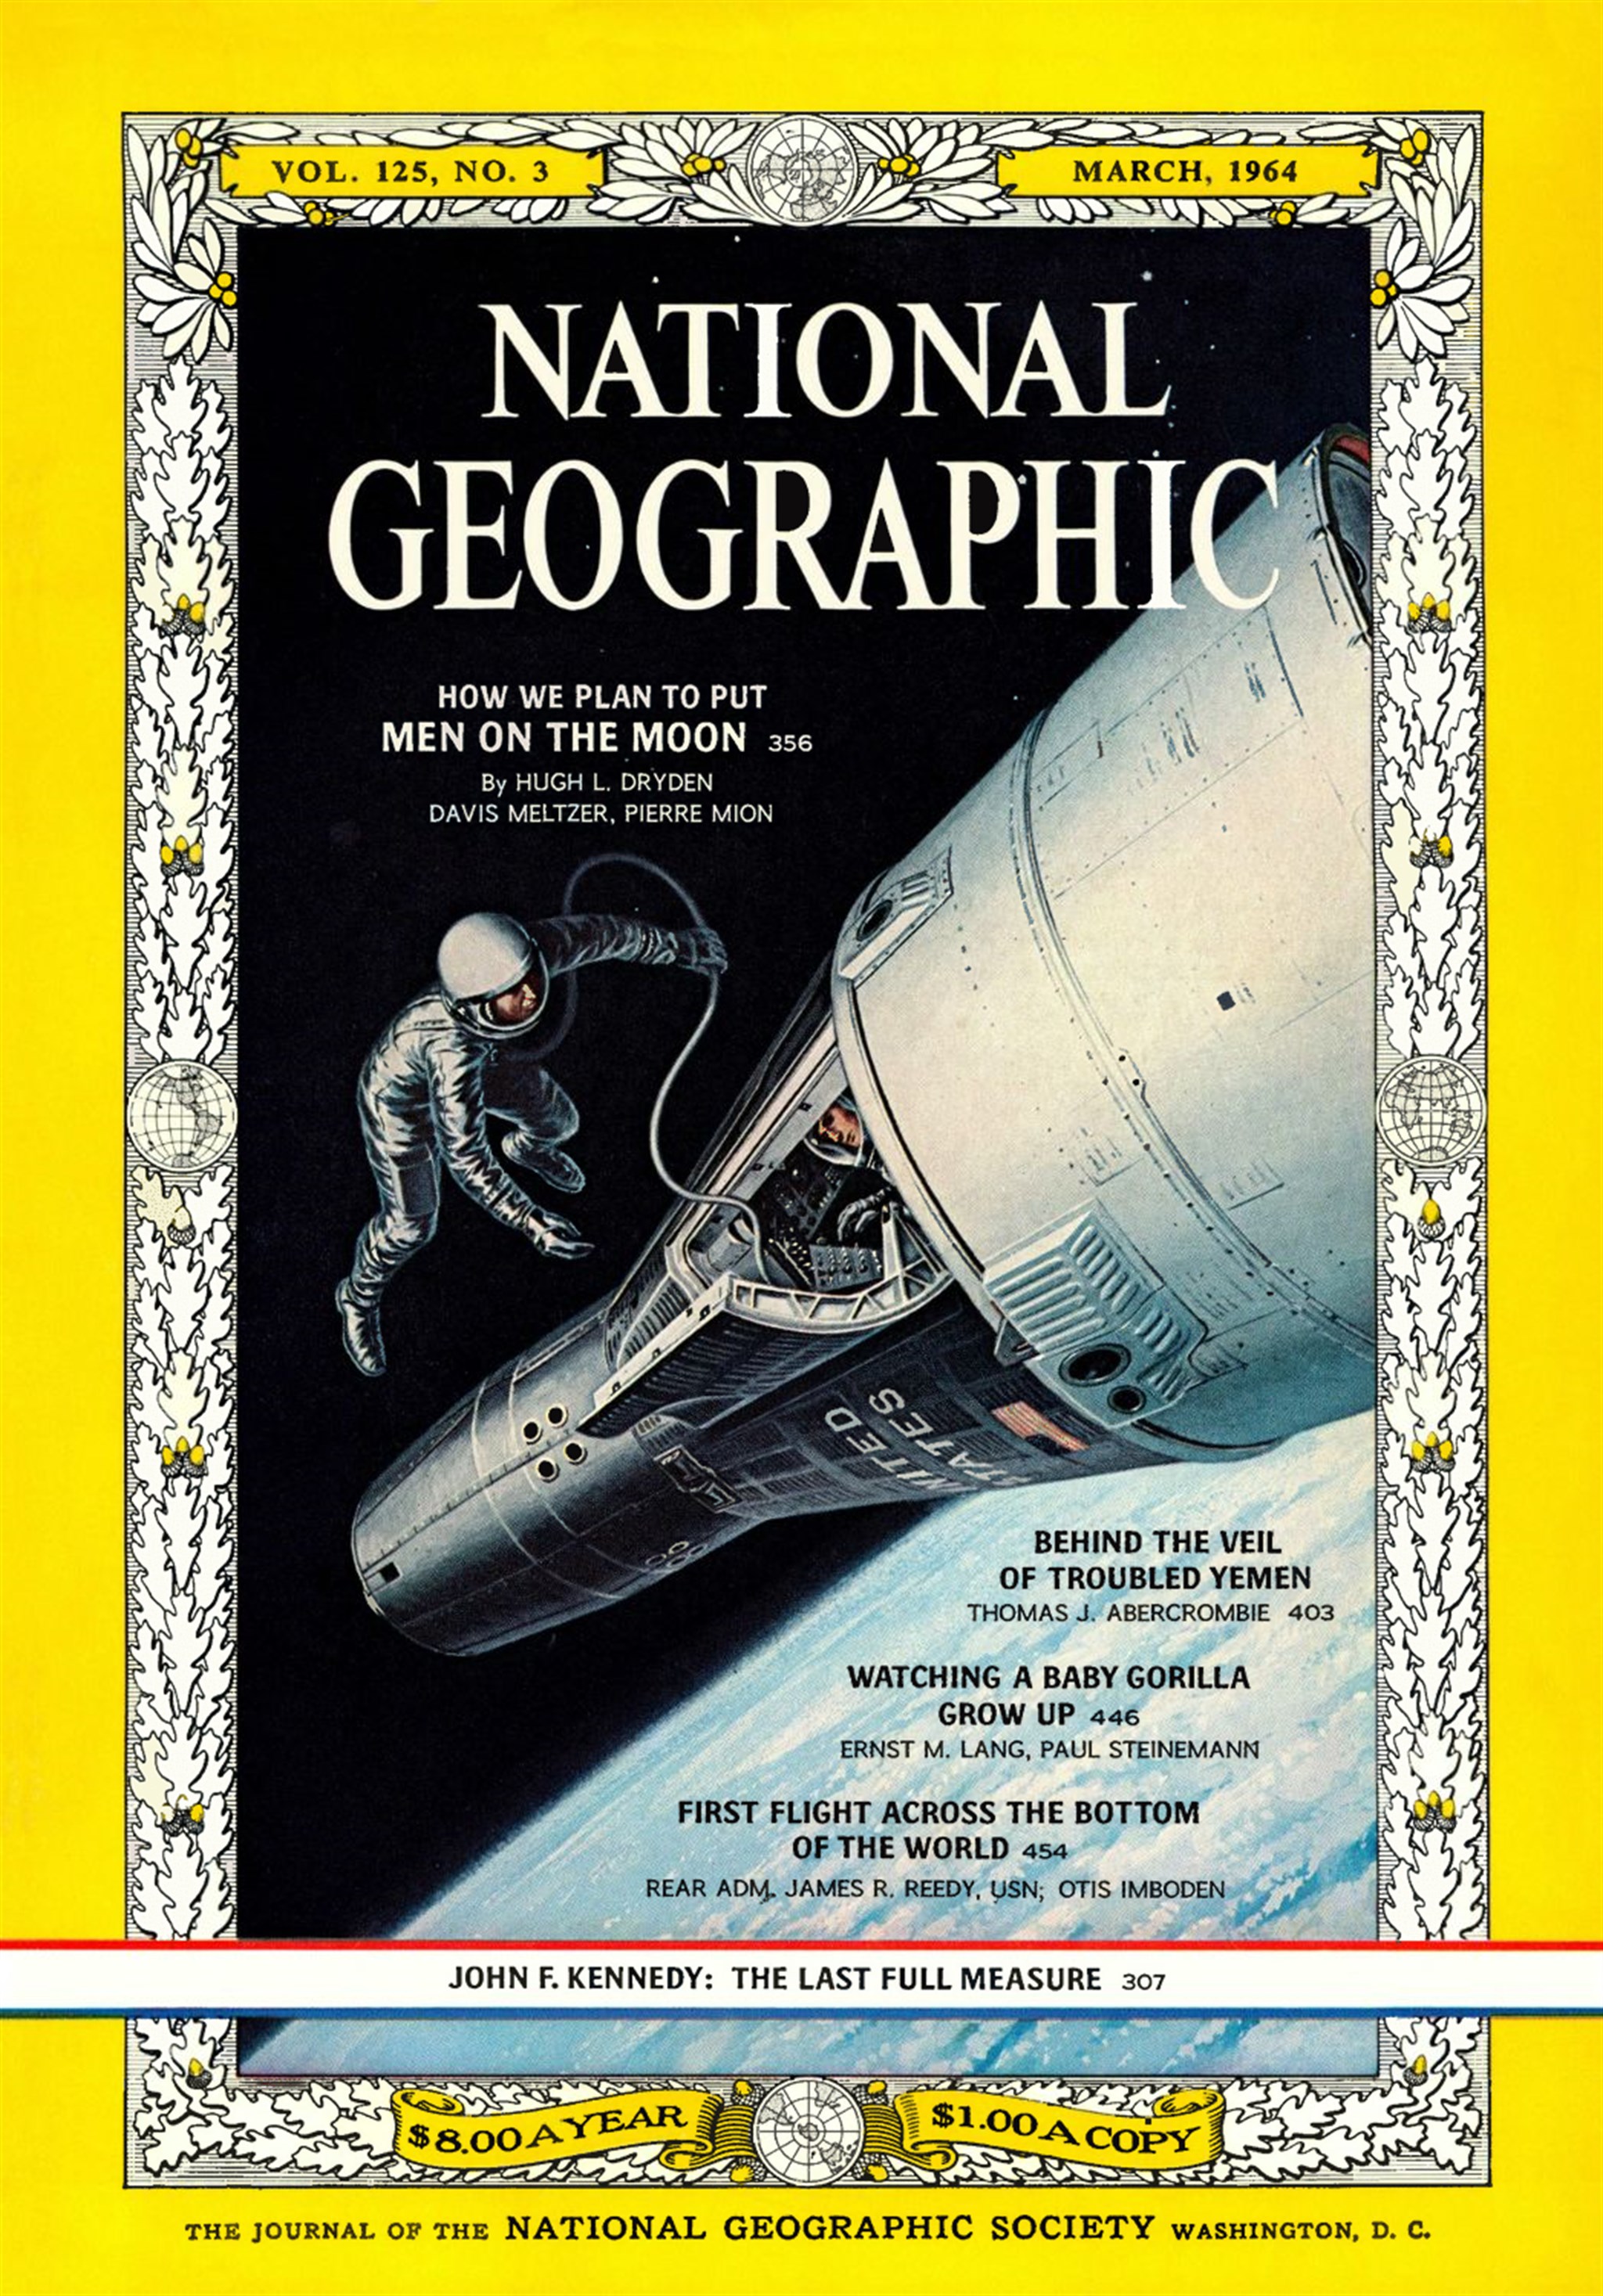 VOL. 125, NO. 3
MARCH, 1964
NATIONAL
GEOGRAPHIC
HOW WE PLAN TO PUT
MEN ON THE MOON 356
By HUGH L. DRYDEN
DAVIS MELTZER, PIERRE MION
ITED
TATES
BEHIND THE VEIL
OF TROUBLED YEMEN
THOMAS J. ABERCROMBIE 403
WATCHING A BABY GORILLA
GROW UP 446
ERNST M. LANG, PAUL STEINEMANN
FIRST FLIGHT ACROSS THE BOTTOM
OF THE WORLD 454
REAR ADM. JAMES R. REEDY, USN; OTIS IMBODEN
JOHN F. KENNEDY: THE LAST FULL MEASURE 307
$8.00 A YEAR
$1.00 A COPY
THE JOURNAL OF THE NATIONAL GEOGRAPHIC SOCIETY WASHINGTON, D. C.